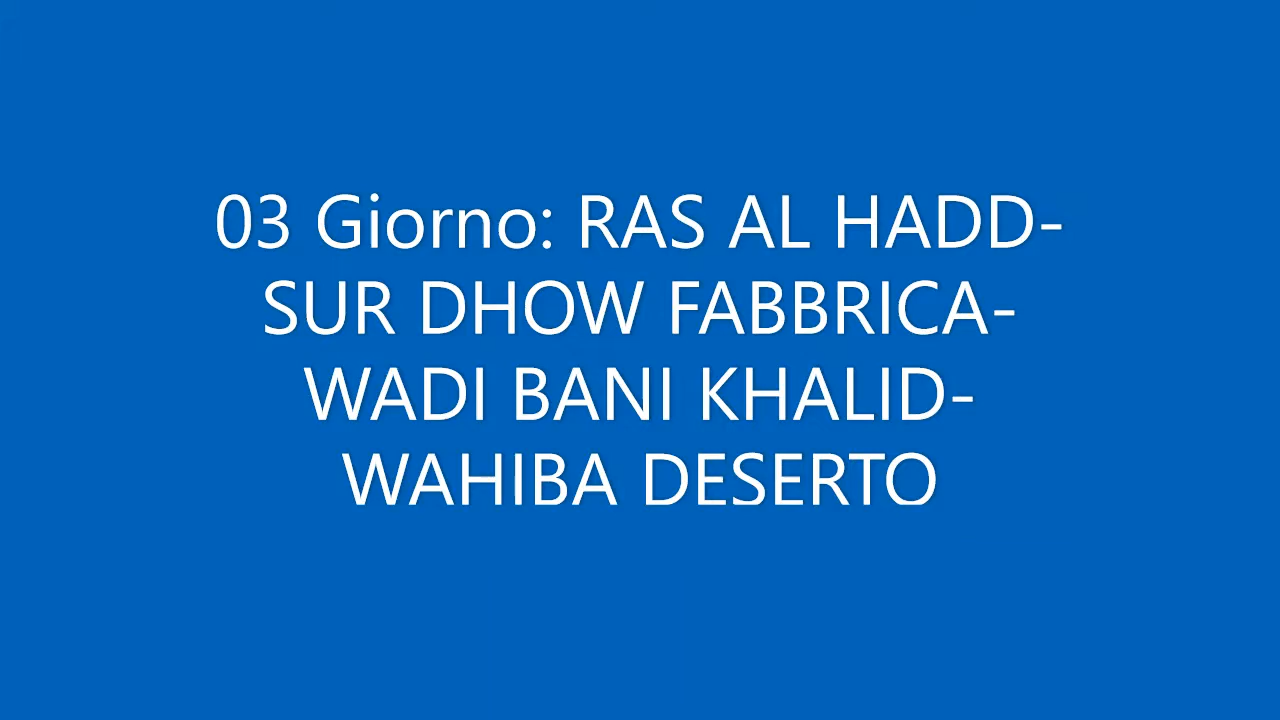 03 Giorno: RAS AL HADD-
SUR DHOW FABBRICA-
WADI BANI KHALID-
WAHIBA DESERTO